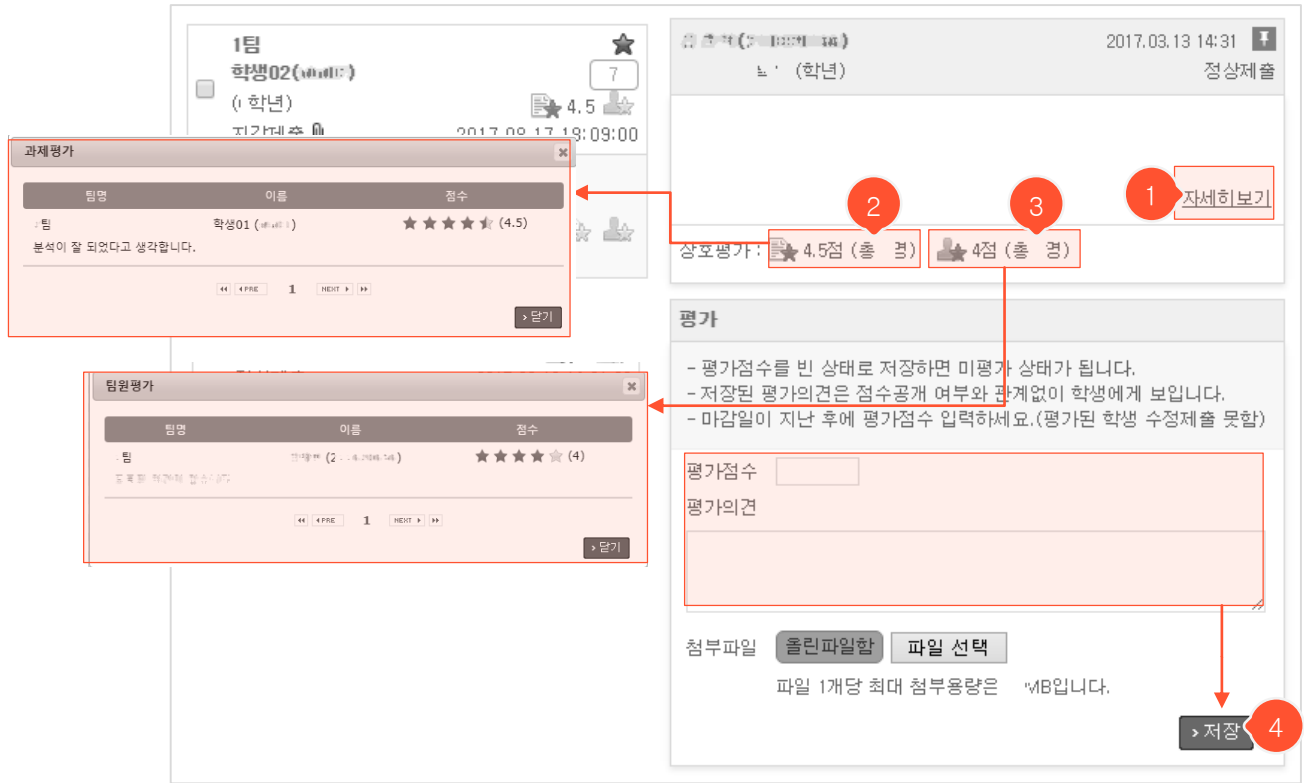 1팀
학생02(
7
학년)
4.5
지각제출
2017.08.17 18:09:00
과제평가
팀명 이름 점수
팀 학생01 ( (4.5)
분석이 잘 되었다고 생각합니다.
PRE 1 NEXT
닫기
팀원평가
팀명 이름 점수
팀 (4)
PRE 1 NEXT
닫기
2017.03.13 14:31
(학년) 정상제출
1
자세히보기
2
3
상호평가 : 4.5점 (총 명) 4점 (총 명)
평가
- 평가점수를 빈 상태로 저장하면 미평가 상태가 됩니다.
- 저장된 평가의견은 점수공개 여부와 관계없이 학생에게 보입니다.
- 마감일이 지난 후에 평가점수 입력하세요.(평가된 학생 수정제출 못함)
평가점수
평가의견
첨부파일 올린파일함 파일 선택
파일 1개당 최대 첨부용량은 MB입니다.
저장
4